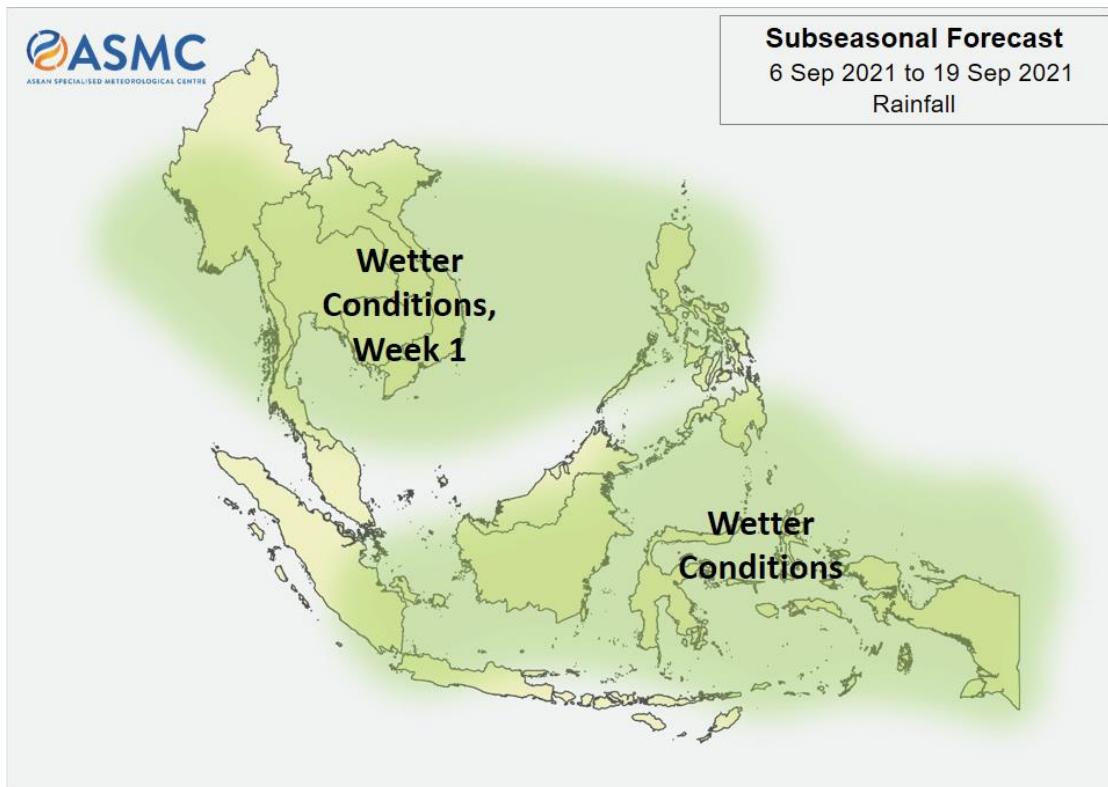 ASMC
ASEAN SPECIALISED METEOROLOGICAL CENTRE
Subseasonal Forecast
6 Sep 2021 to 19 Sep 2021
Rainfall
Wetter
Conditions,
Week 1
Wetter
Conditions